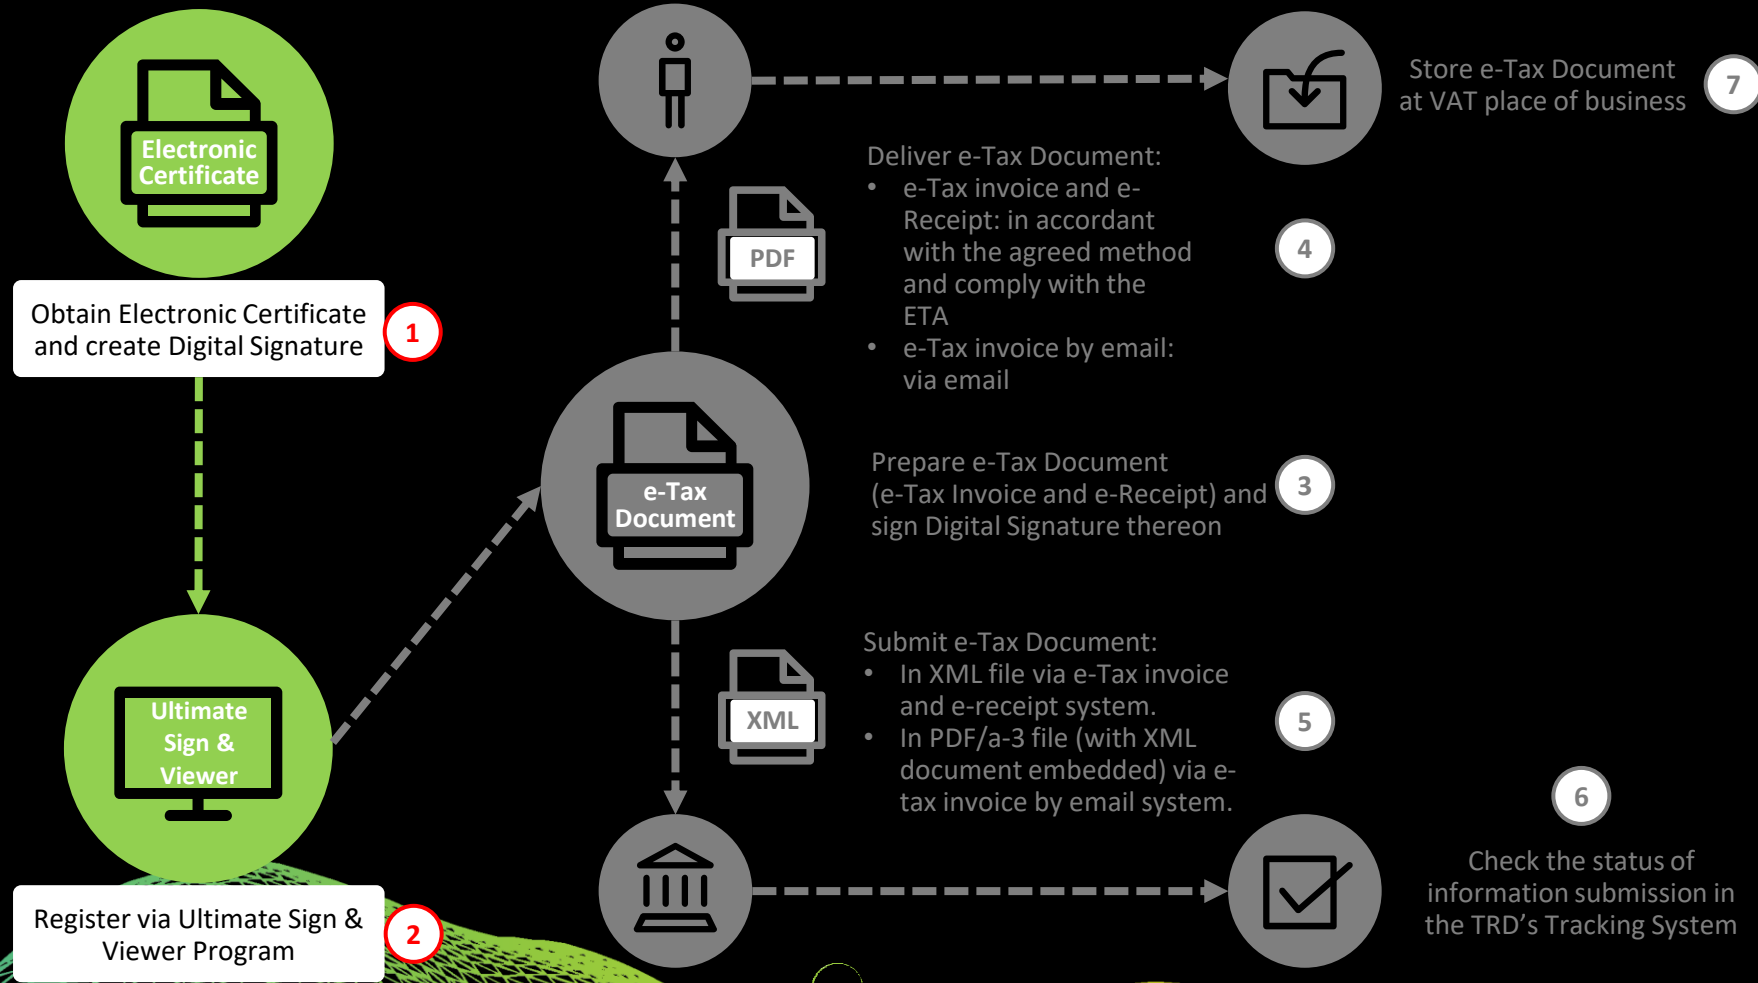 Electronic
Certificate
Obtain Electronic Certificate
and create Digital Signature
1
Ultimate
Sign &
Viewer
Register via Ultimate Sign &
Viewer Program
2
e-Tax
Document
Prepare e-Tax Document
(e-Tax Invoice and e-Receipt) and
sign Digital Signature thereon
3
PDF
Deliver e-Tax Document:
• e-Tax invoice and e-
Receipt: in accordant
with the agreed method
and comply with the
ETA
• e-Tax invoice by email:
via email
4
XML
Submit e-Tax Document:
• In XML file via e-Tax invoice
and e-receipt system.
• In PDF/a-3 file (with XML
document embedded) via e-
tax invoice by email system.
5
6
Check the status of
information submission in
the TRD's Tracking System
Store e-Tax Document
at VAT place of business
7